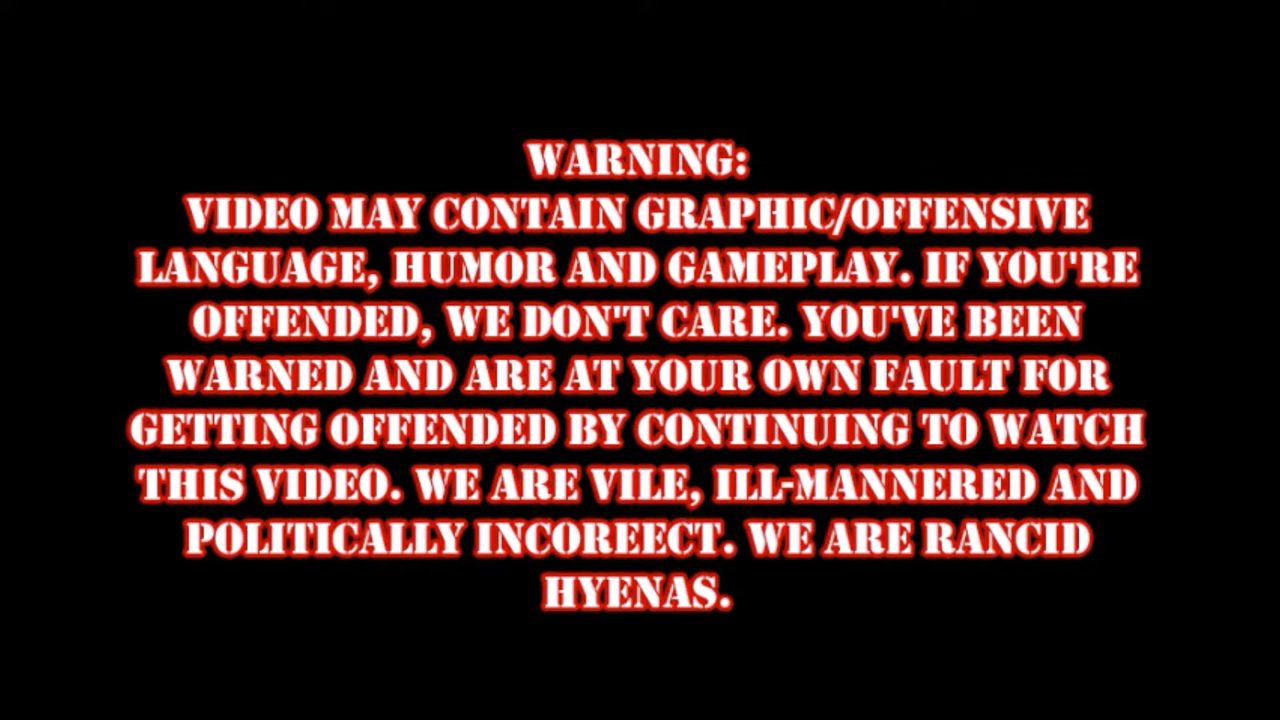 WARNING:
VIDEO MAY CONTAIN GRAPHIC/OFFENSIVE
LANGUAGE, HUMOR AND GAMEPLAY. IF YOU'RE
OFFENDED, WE DON'T CARE. YOU'VE BEEN
WARNED AND ARE AT YOUR OWN FAULT FOR
GETTING OFFENDED BY CONTINUING TO WATCH
THIS VIDEO. WE ARE VILE, ILL-MANNERED AND
POLITICALLY INCOREECT. WE ARE RANCID
HYENAS.